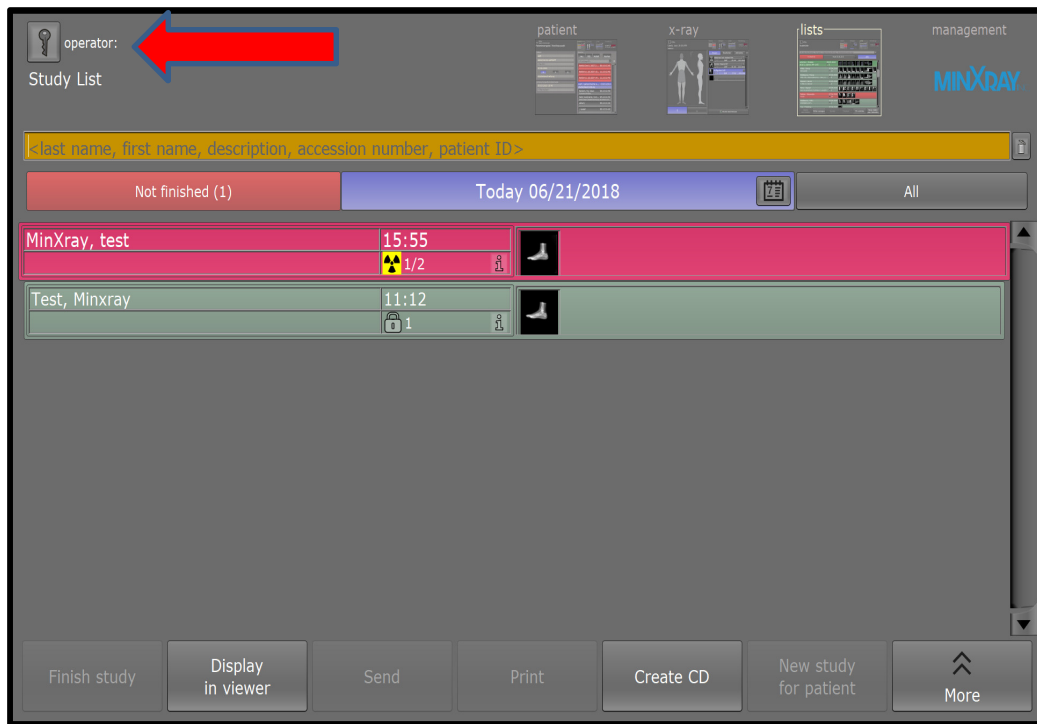 operator:
Study List
patient
x-ray
lists
management
MINXRAY
<last name, first name, description, accession number, patient ID>
Not finished (1)
Today 06/21/2018
7
All
MinXray, test
15:55
1/2
i
Test, Minxray
11:12
1
i
Finish study
Display
in viewer
Send
Print
Create CD
New study
for patient
More